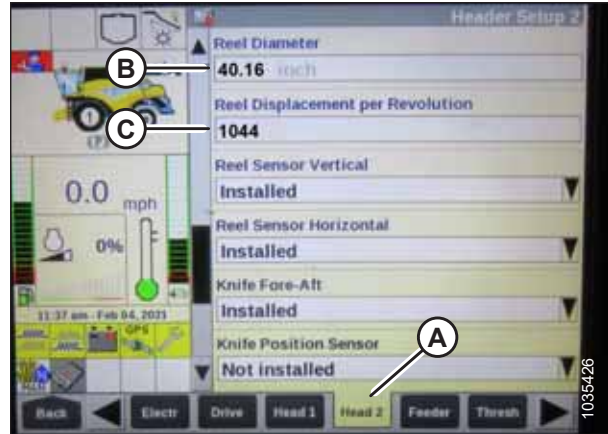 Header Setup 2
Reel Diameter
B
40.16 inch
Reel Displacement per Revolution
C
1044
Reel Sensor Vertical
Installed
0.0 mph
Reel Sensor Horizontal
0%
Installed
Knife Fore-Aft
Installed
11:37 am Feb 04, 2021
GPS
Knife Position Sensor
A
Not installed
Back
Electr
Drive
Head 1
Head 2
Feeder
Thresh
1035426